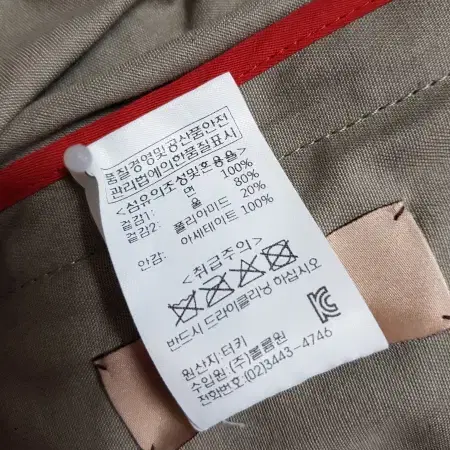 품질경영및공산품안전
관리법에의한품질표시
<섬유의조성및혼용율>
겉감1: 면 100%
겉감2: 울 80%
폴리아미드 20%
안감: 아세테이트 100%
<취급주의>
반드시 드라이클리닝 하십시오
원산지:터키
수입원:(주)볼륨원
전화번호:(02)3443-4746